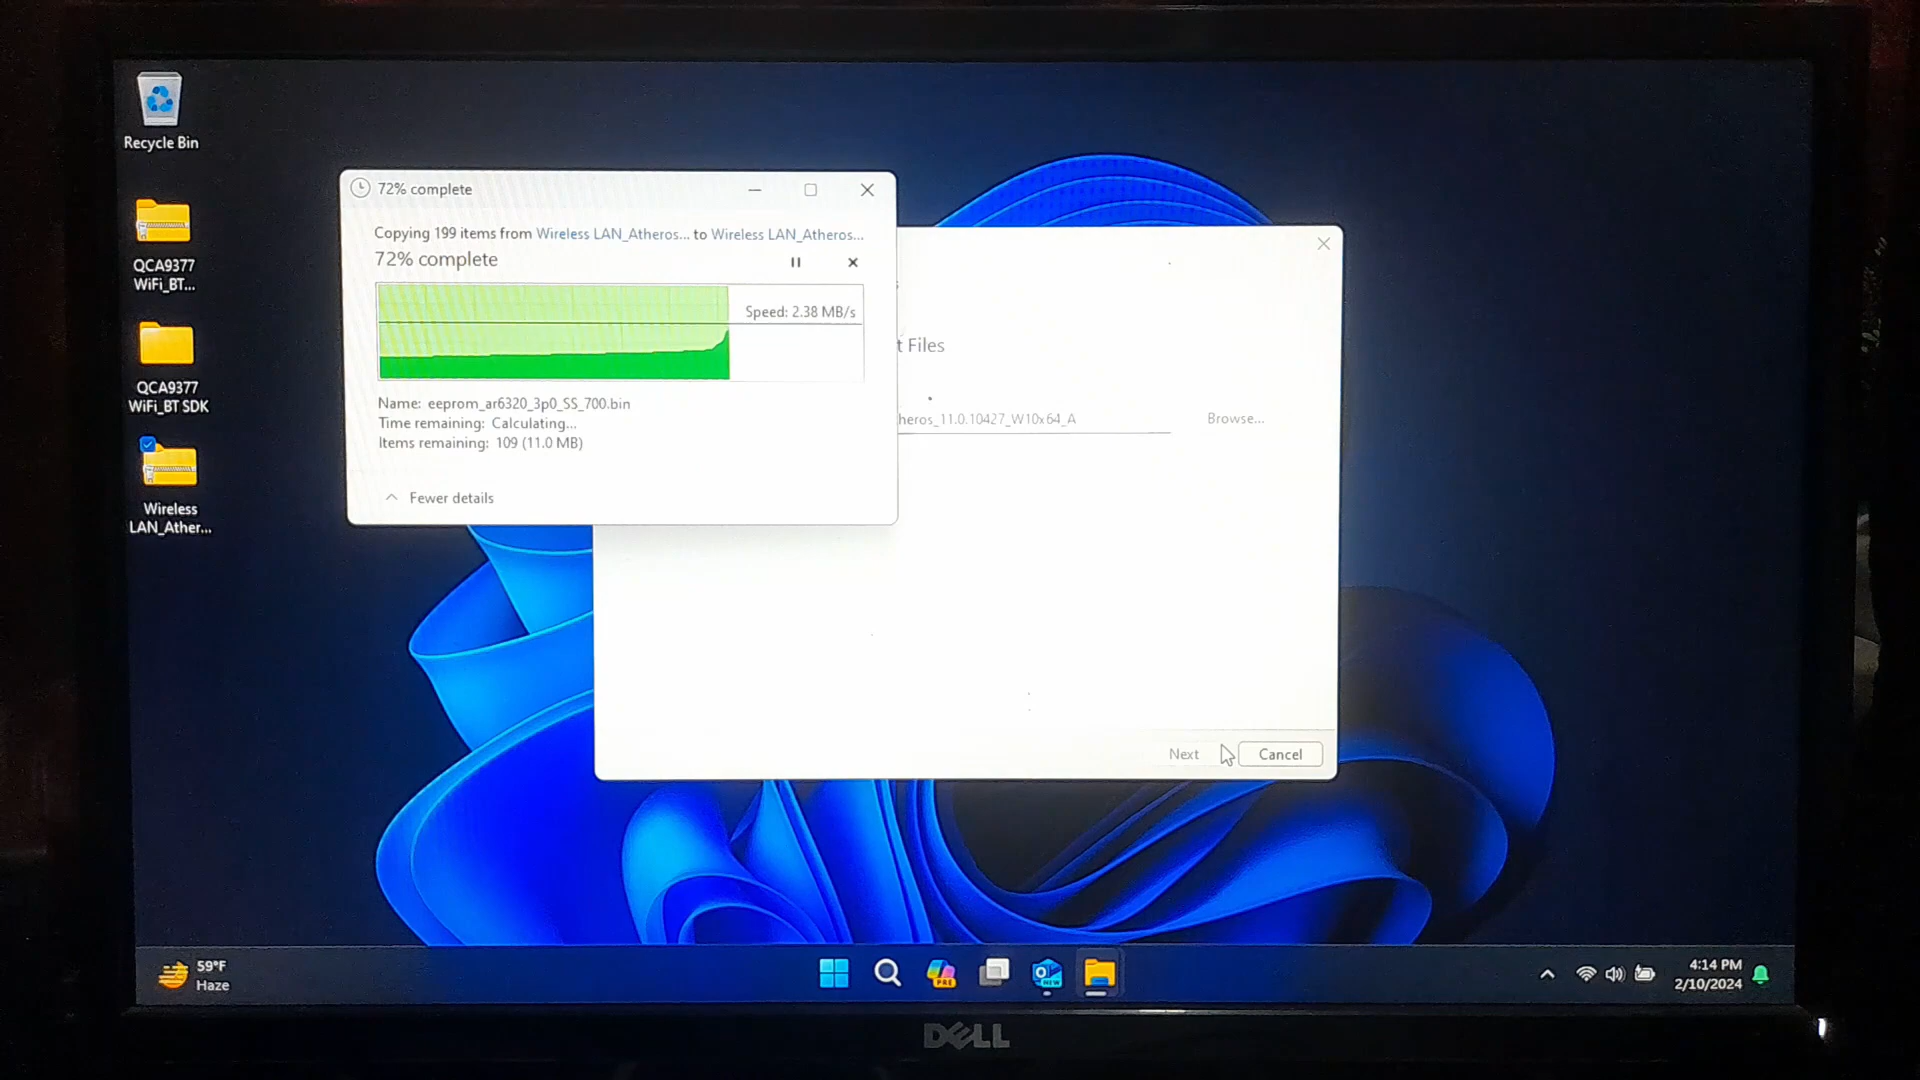 Recycle Bin
QCA9377
WiFi_BT...
QCA9377
WiFi_BT SDK
Wireless
LAN_Ather...
72% complete
Copying 199 items from Wireless LAN_Atheros... to Wireless LAN_Atheros...
72% complete
Speed: 2.38 MB/s
Name: eeprom_ar6320_3p0_SS_700.bin
Time remaining: Calculating...
Items remaining: 109 (11.0 MB)
Fewer details
t Files
heros_11.0.10427_W10x64_A
Browse...
Next
Cancel
59°F
Haze
PRE
NEW
4:14 PM
2/10/2024
DELL